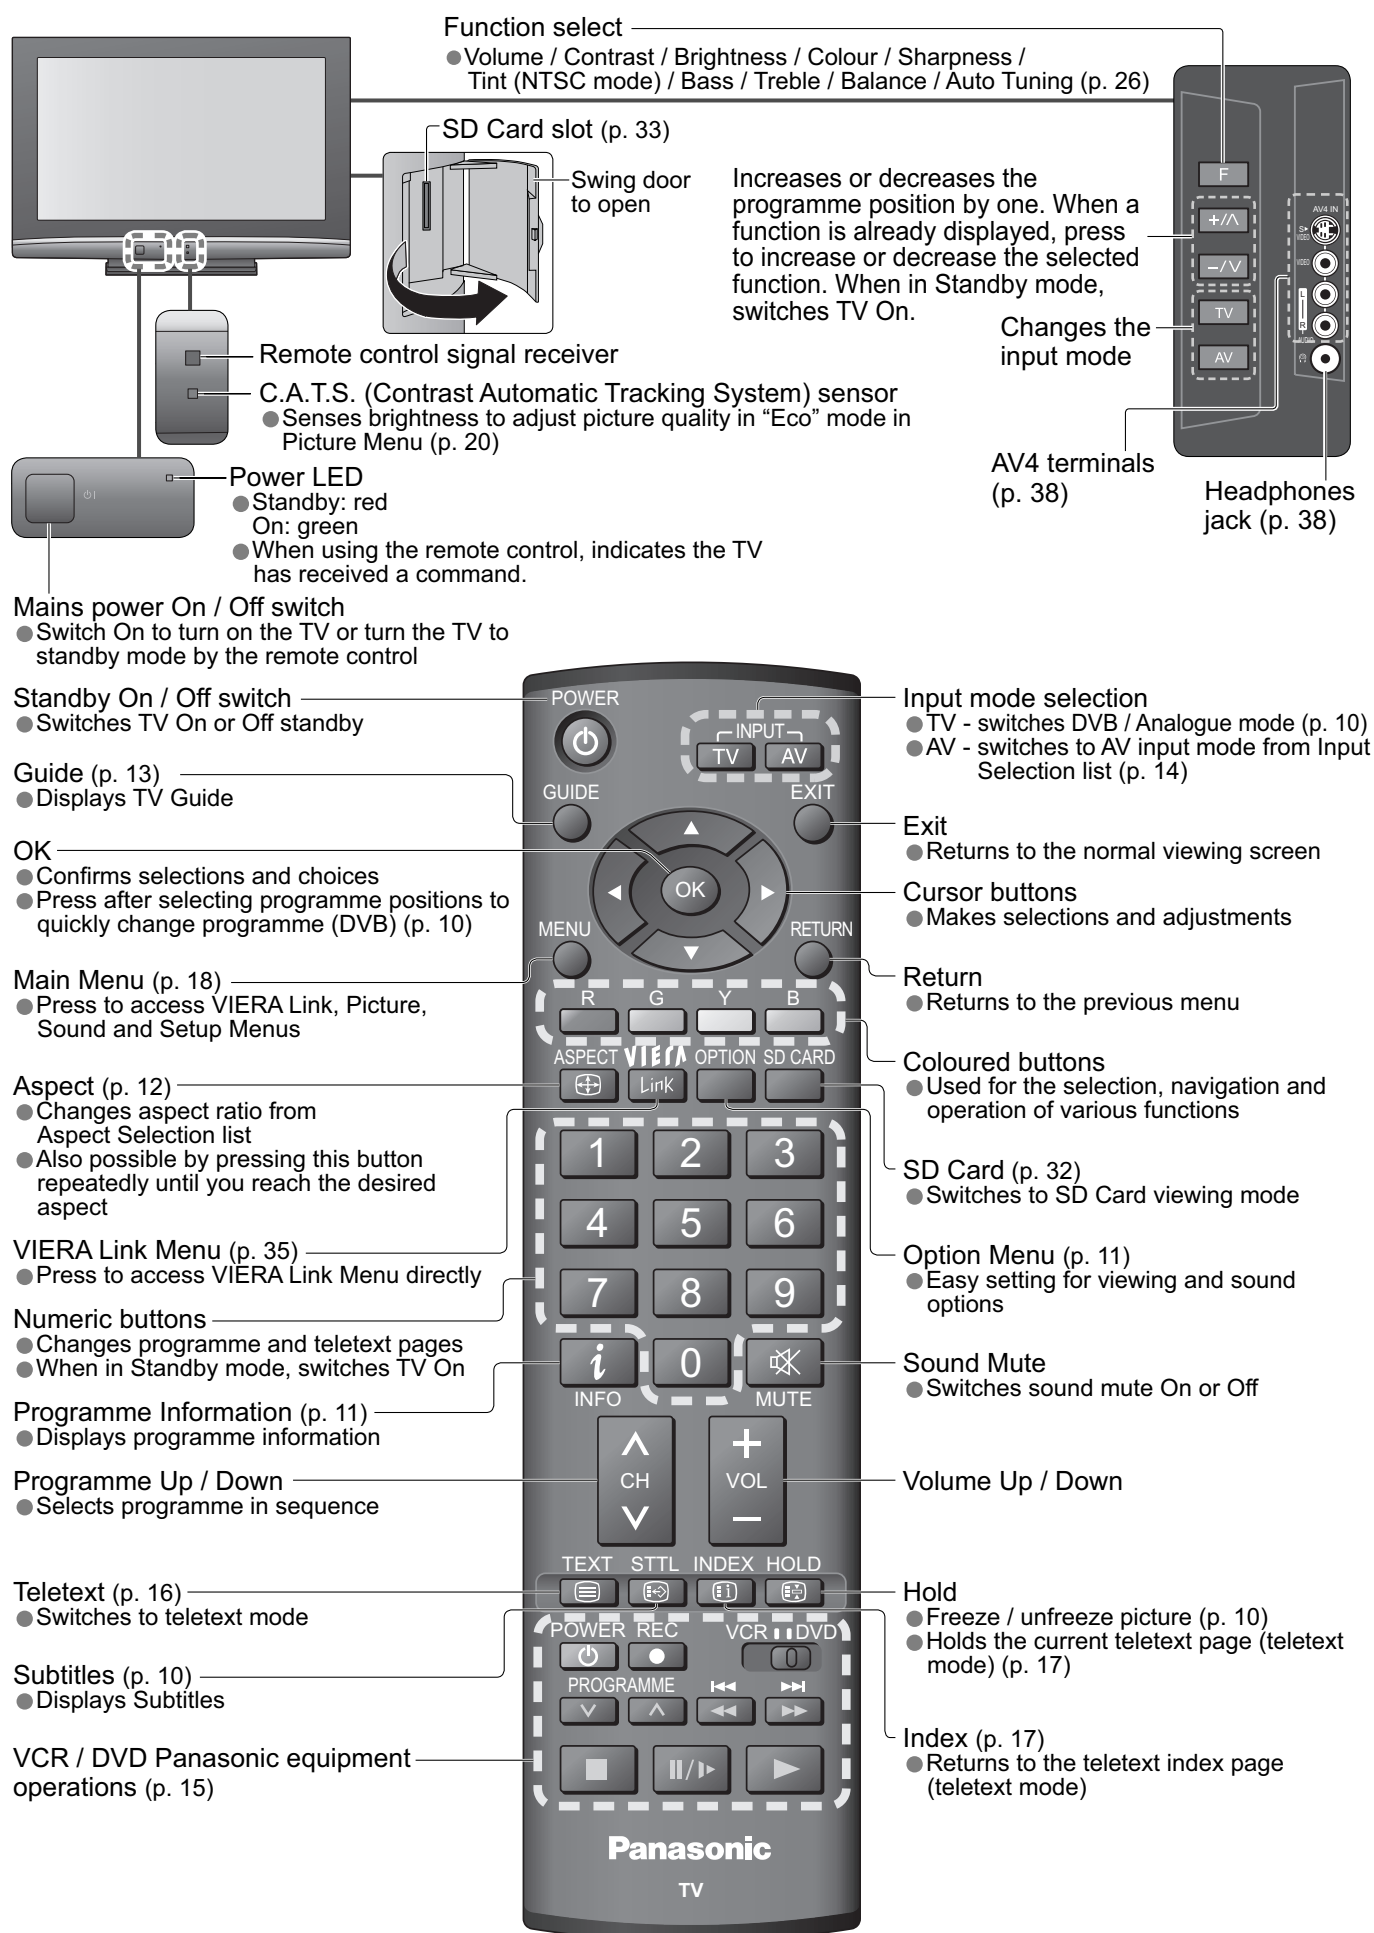 Function select
●Volume / Contrast / Brightness / Colour / Sharpness /
Tint (NTSC mode) / Bass / Treble / Balance / Auto Tuning (p. 26)
SD Card slot (p. 33)
Swing door
to open
Increases or decreases the
programme position by one. When a
function is already displayed, press
to increase or decrease the selected
function. When in Standby mode,
switches TV On.
Changes the
input mode
F
+/∧
−/∨
TV
AV
AV4 IN
S
VIDEO
VIDEO
L
R
AUDIO
AV4 terminals
(p. 38)
Headphones
jack (p. 38)
Remote control signal receiver
C.A.T.S. (Contrast Automatic Tracking System) sensor
●Senses brightness to adjust picture quality in “Eco” mode in
Picture Menu (p. 20)
Power LED
●Standby: red
On: green
●When using the remote control, indicates the TV
has received a command.
Mains power On / Off switch
●Switch On to turn on the TV or turn the TV to
standby mode by the remote control
Standby On / Off switch
●Switches TV On or Off standby
Guide (p. 13)
●Displays TV Guide
OK
●Confirms selections and choices
●Press after selecting programme positions to
quickly change programme (DVB) (p. 10)
Main Menu (p. 18)
●Press to access VIERA Link, Picture,
Sound and Setup Menus
Aspect (p. 12)
●Changes aspect ratio from
Aspect Selection list
●Also possible by pressing this button
repeatedly until you reach the desired
aspect
VIERA Link Menu (p. 35)
●Press to access VIERA Link Menu directly
Numeric buttons
●Changes programme and teletext pages
●When in Standby mode, switches TV On
Programme Information (p. 11)
●Displays programme information
Programme Up / Down
●Selects programme in sequence
Teletext (p. 16)
●Switches to teletext mode
Subtitles (p. 10)
●Displays Subtitles
VCR / DVD Panasonic equipment
operations (p. 15)
POWER
INPUT
TV AV
GUIDE EXIT
OK
MENU RETURN
R G Y B
ASPECT VIERA OPTION SD CARD
Link
1 2 3
4 5 6
7 8 9
i 0
INFO MUTE
CH
+
VOL
−
TEXT STTL INDEX HOLD
POWER REC VCR DVD
PROGRAMME
Panasonic
TV
Input mode selection
●TV - switches DVB / Analogue mode (p. 10)
●AV - switches to AV input mode from Input
Selection list (p. 14)
Exit
●Returns to the normal viewing screen
Cursor buttons
●Makes selections and adjustments
Return
●Returns to the previous menu
Coloured buttons
●Used for the selection, navigation and
operation of various functions
SD Card (p. 32)
●Switches to SD Card viewing mode
Option Menu (p. 11)
●Easy setting for viewing and sound
options
Sound Mute
●Switches sound mute On or Off
Volume Up / Down
Hold
●Freeze / unfreeze picture (p. 10)
●Holds the current teletext page (teletext
mode) (p. 17)
Index (p. 17)
●Returns to the teletext index page
(teletext mode)